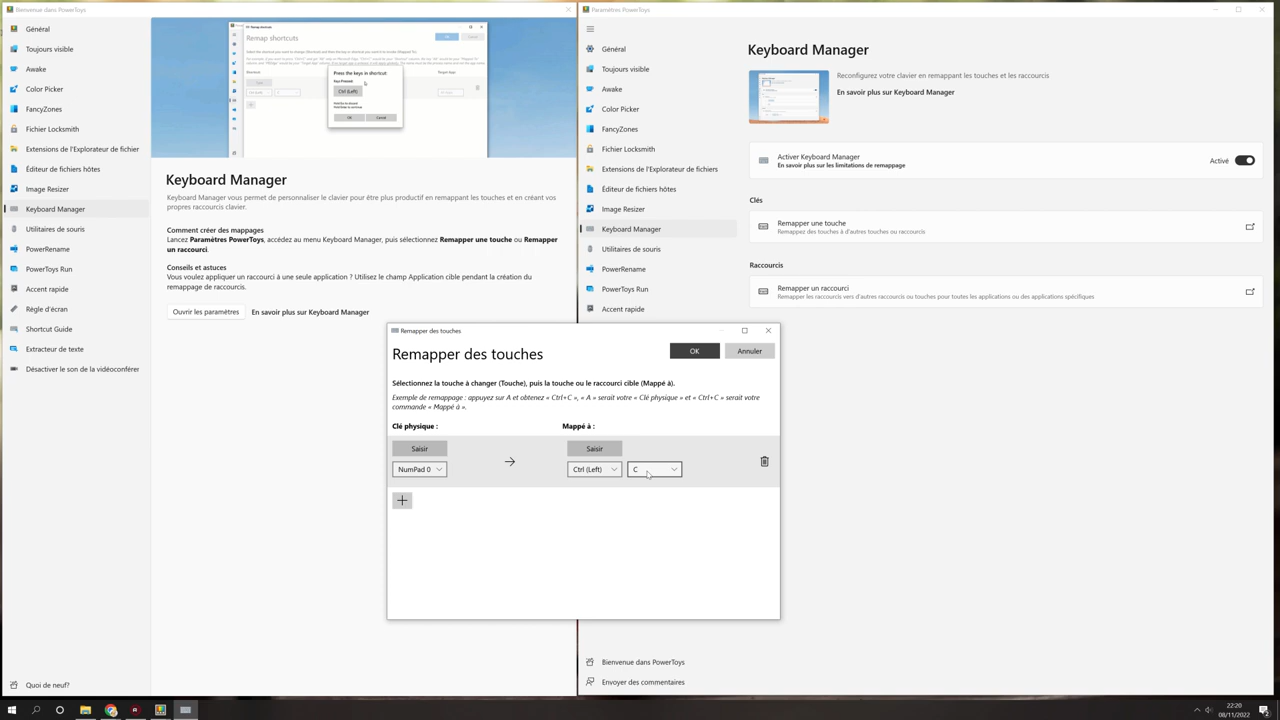 Bienvenue dans PowerToys
Général
Toujours visible
Awake
Color Picker
FancyZones
Fichier Locksmith
Extensions de l'Explorateur de fichier
Éditeur de fichiers hôtes
Image Resizer
Keyboard Manager
Utilitaires de souris
PowerRename
PowerToys Run
Accent rapide
Règle d'écran
Shortcut Guide
Extracteur de texte
Désactiver le son de la vidéoconférer
Quoi de neuf?
Remap shortcuts
Press the keys in shortcut:
Ctrl (Left)
OK
Cancel
Keyboard Manager
Keyboard Manager vous permet de personnaliser le clavier pour être plus productif en remappant les touches et en créant vos
propres raccourcis clavier.
Comment créer des mappages
Lancez Paramètres PowerToys, accédez au menu Keyboard Manager, puis sélectionnez Remapper une touche ou Remapper
un raccourci.
Conseils et astuces
Vous voulez appliquer un raccourci à une seule application ? Utilisez le champ Application cible pendant la création du
remappage de raccourcis.
Ouvrir les paramètres
En savoir plus sur Keyboard Manager
Paramètres PowerToys
Général
Toujours visible
Awake
Color Picker
FancyZones
Fichier Locksmith
Extensions de l'Explorateur de fichiers
Éditeur de fichiers hôtes
Image Resizer
Keyboard Manager
Utilitaires de souris
PowerRename
PowerToys Run
Accent rapide
Bienvenue dans PowerToys
Envoyer des commentaires
Keyboard Manager
Reconfigurez votre clavier en remappant les touches et les raccourcis
En savoir plus sur Keyboard Manager
Activer Keyboard Manager
En savoir plus sur les limitations de remappage
Activé
Clés
Remapper une touche
Remappez des touches à d'autres touches ou raccourcis
Raccourcis
Remapper un raccourci
Remapper les raccourcis vers d'autres raccourcis ou touches pour toutes les applications ou des applications spécifiques
Remapper des touches
Remapper des touches
OK
Annuler
Sélectionnez la touche à changer (Touche), puis la touche ou le raccourci cible (Mappé à).
Exemple de remappage : appuyez sur A et obtenez « Ctrl+C », « A » serait votre « Clé physique » et « Ctrl+C » serait votre
commande « Mappé à ».
Clé physique :
Mappé à :
Saisir
Saisir
NumPad 0
Ctrl (Left)
C
22:20
08/11/2022